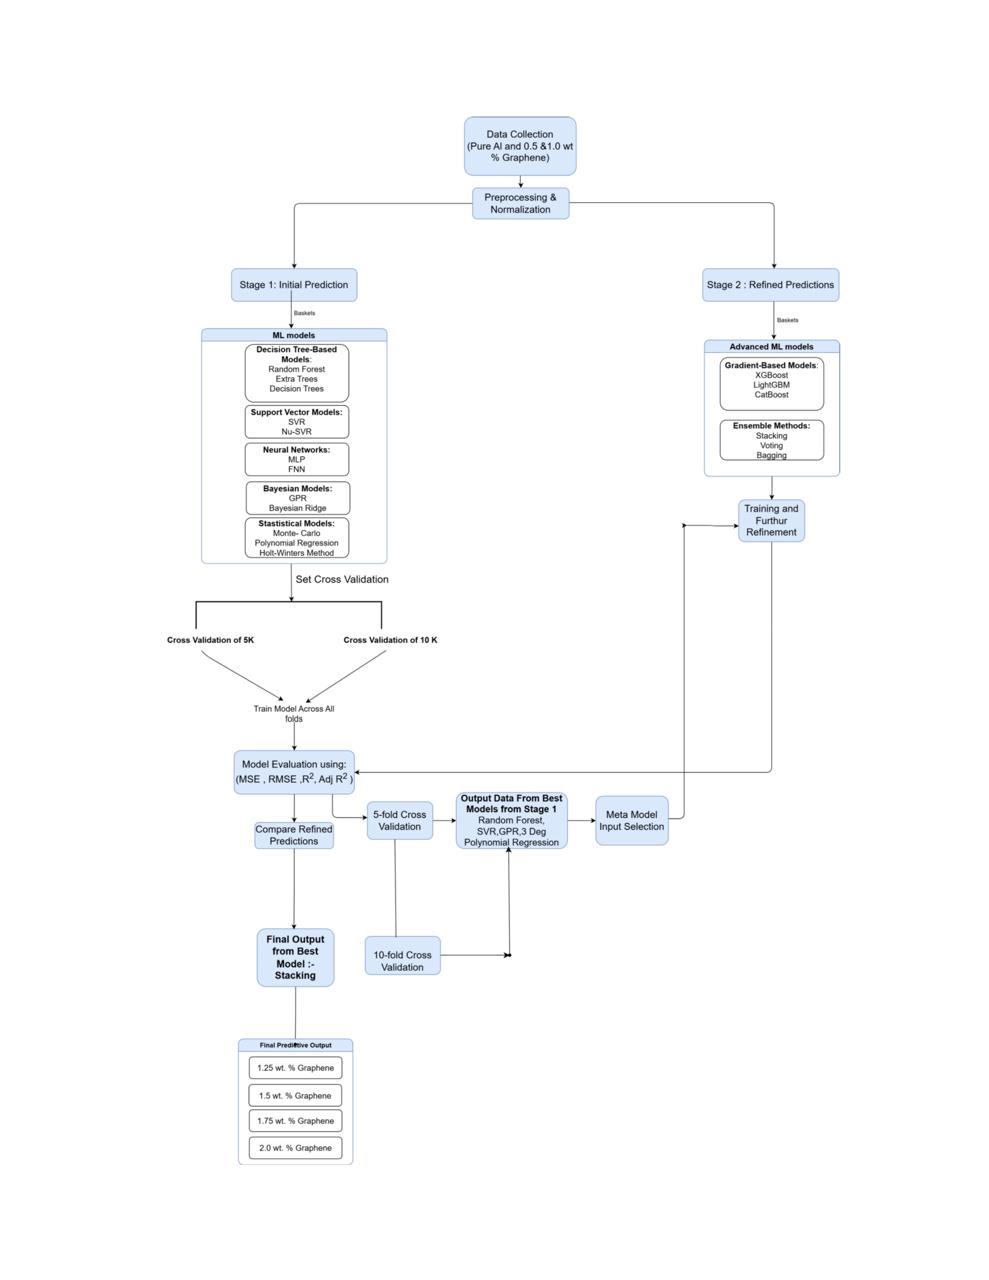 Data Collection
(Pure Al and 0.5 &1.0 wt
% Graphene)
Preprocessing &
Normalization
Stage 1: Initial Prediction
Baskets
ML models
Decision Tree-Based
Models:
Random Forest
Extra Trees
Decision Trees
Support Vector Models:
SVR
Nu-SVR
Neural Networks:
MLP
FNN
Bayesian Models:
GPR
Bayesian Ridge
Stastistical Models:
Monte- Carlo
Polynomial Regression
Holt-Winters Method
Set Cross Validation
Cross Validation of 5K
Cross Validation of 10 K
Train Model Across All
folds
Stage 2 : Refined Predictions
Baskets
Advanced ML models
Gradient-Based Models:
XGBoost
LightGBM
CatBoost
Ensemble Methods:
Stacking
Voting
Bagging
Training and
Furthur
Refinement
Model Evaluation using:
(MSE , RMSE ,R², Adj R² )
Compare Refined
Predictions
5-fold Cross
Validation
Output Data From Best
Models from Stage 1
Random Forest,
SVR,GPR,3 Deg
Polynomial Regression
Meta Model
Input Selection
10-fold Cross
Validation
Final Output
from Best
Model :-
Stacking
Final Predictive Output
1.25 wt. % Graphene
1.5 wt. % Graphene
1.75 wt. % Graphene
2.0 wt. % Graphene